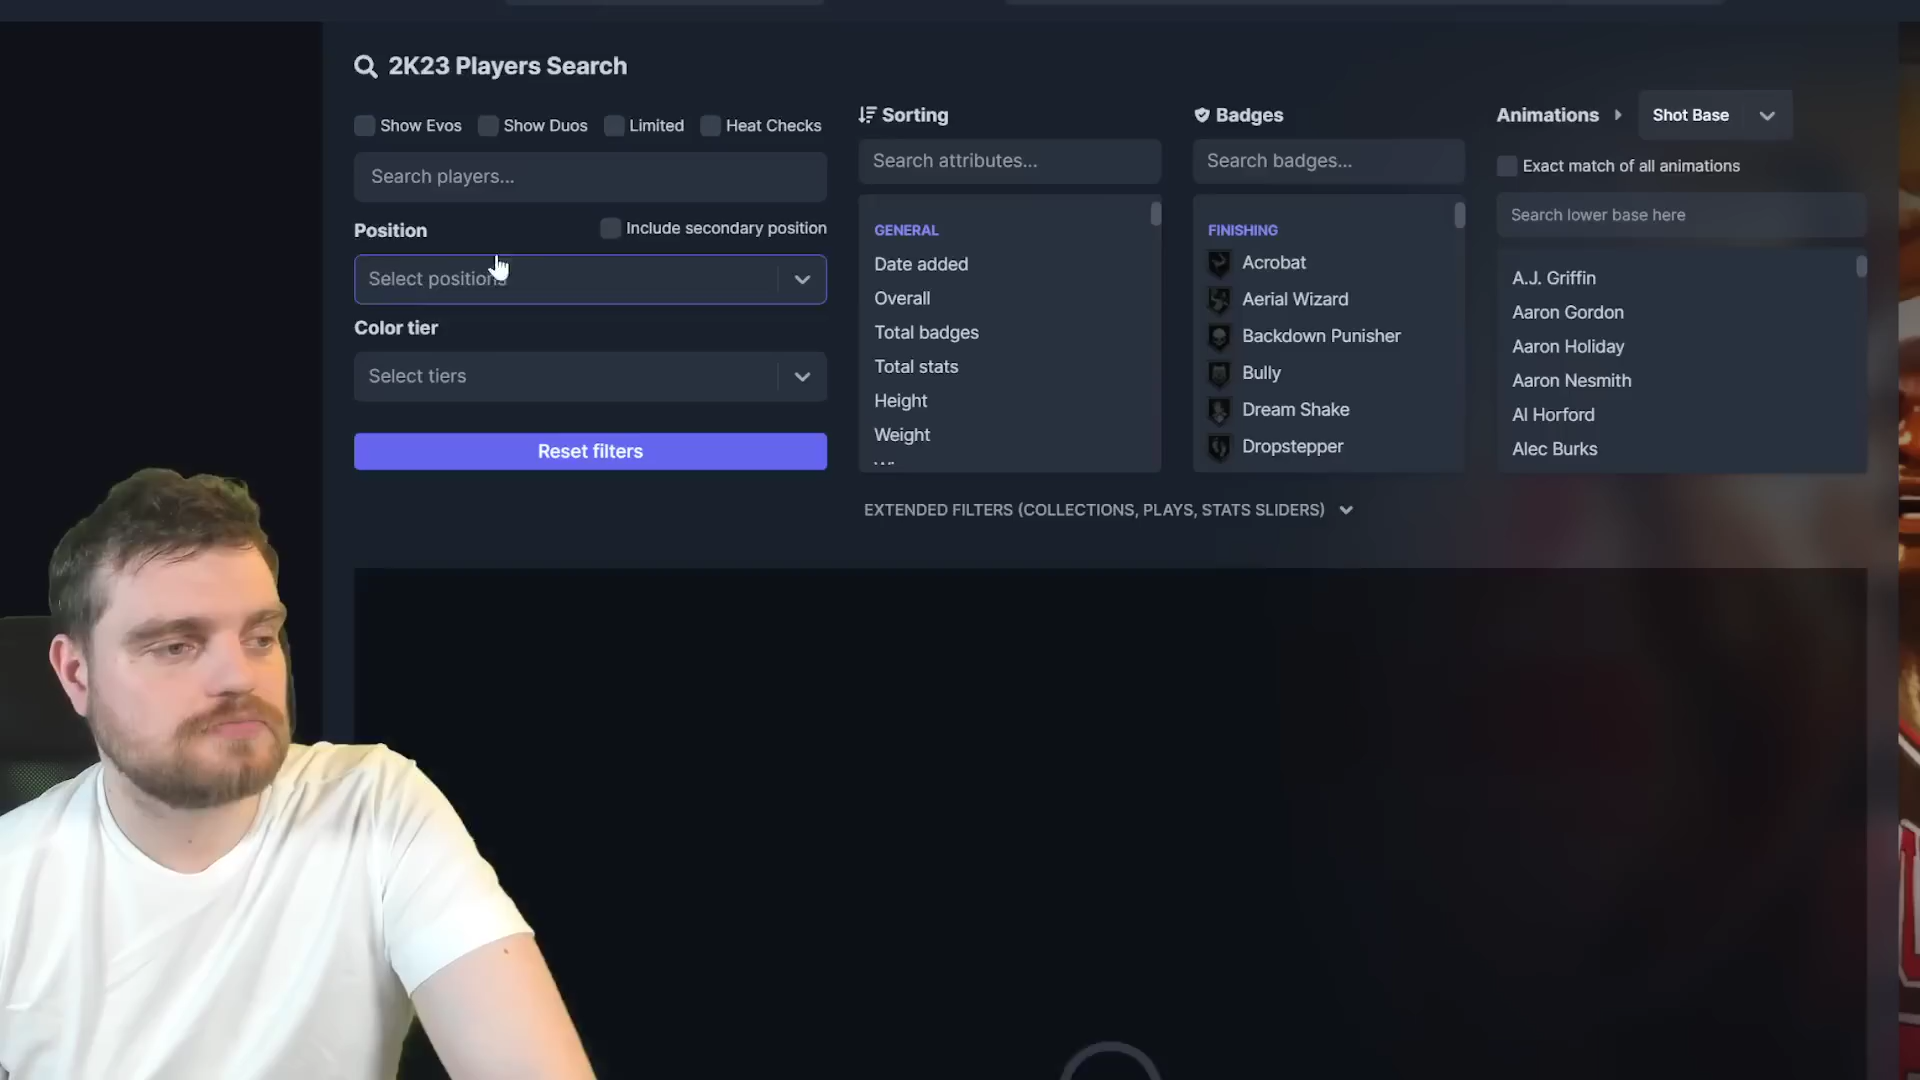 2K23 Players Search
Show Evos
Show Duos
Limited
Heat Checks
Search players...
Position
Include secondary position
Select positions
Color tier
Select tiers
Reset filters
Sorting
Search attributes...
GENERAL
Date added
Overall
Total badges
Total stats
Height
Weight
Badges
Search badges...
FINISHING
Acrobat
Aerial Wizard
Backdown Punisher
Bully
Dream Shake
Dropstepper
Animations
Shot Base
Exact match of all animations
Search lower base here
A.J. Griffin
Aaron Gordon
Aaron Holiday
Aaron Nesmith
Al Horford
Alec Burks
EXTENDED FILTERS (COLLECTIONS, PLAYS, STATS SLIDERS)